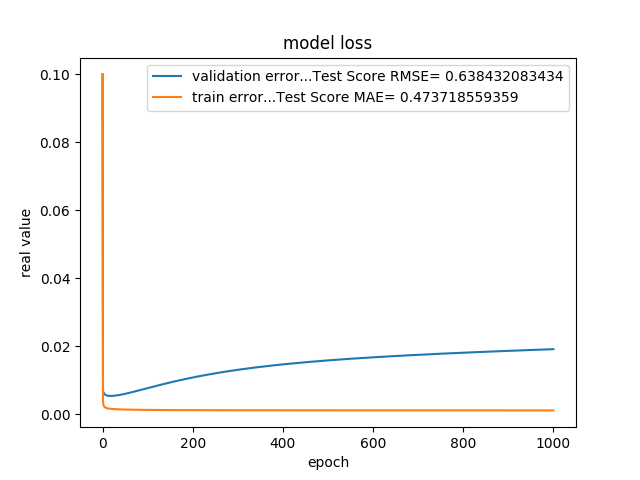 model loss
validation error...Test Score RMSE= 0.638432083434
train error...Test Score MAE= 0.473718559359
0.10
0.08
0.06
0.04
0.02
0.00
real value
0 200 400 600 800 1000
epoch